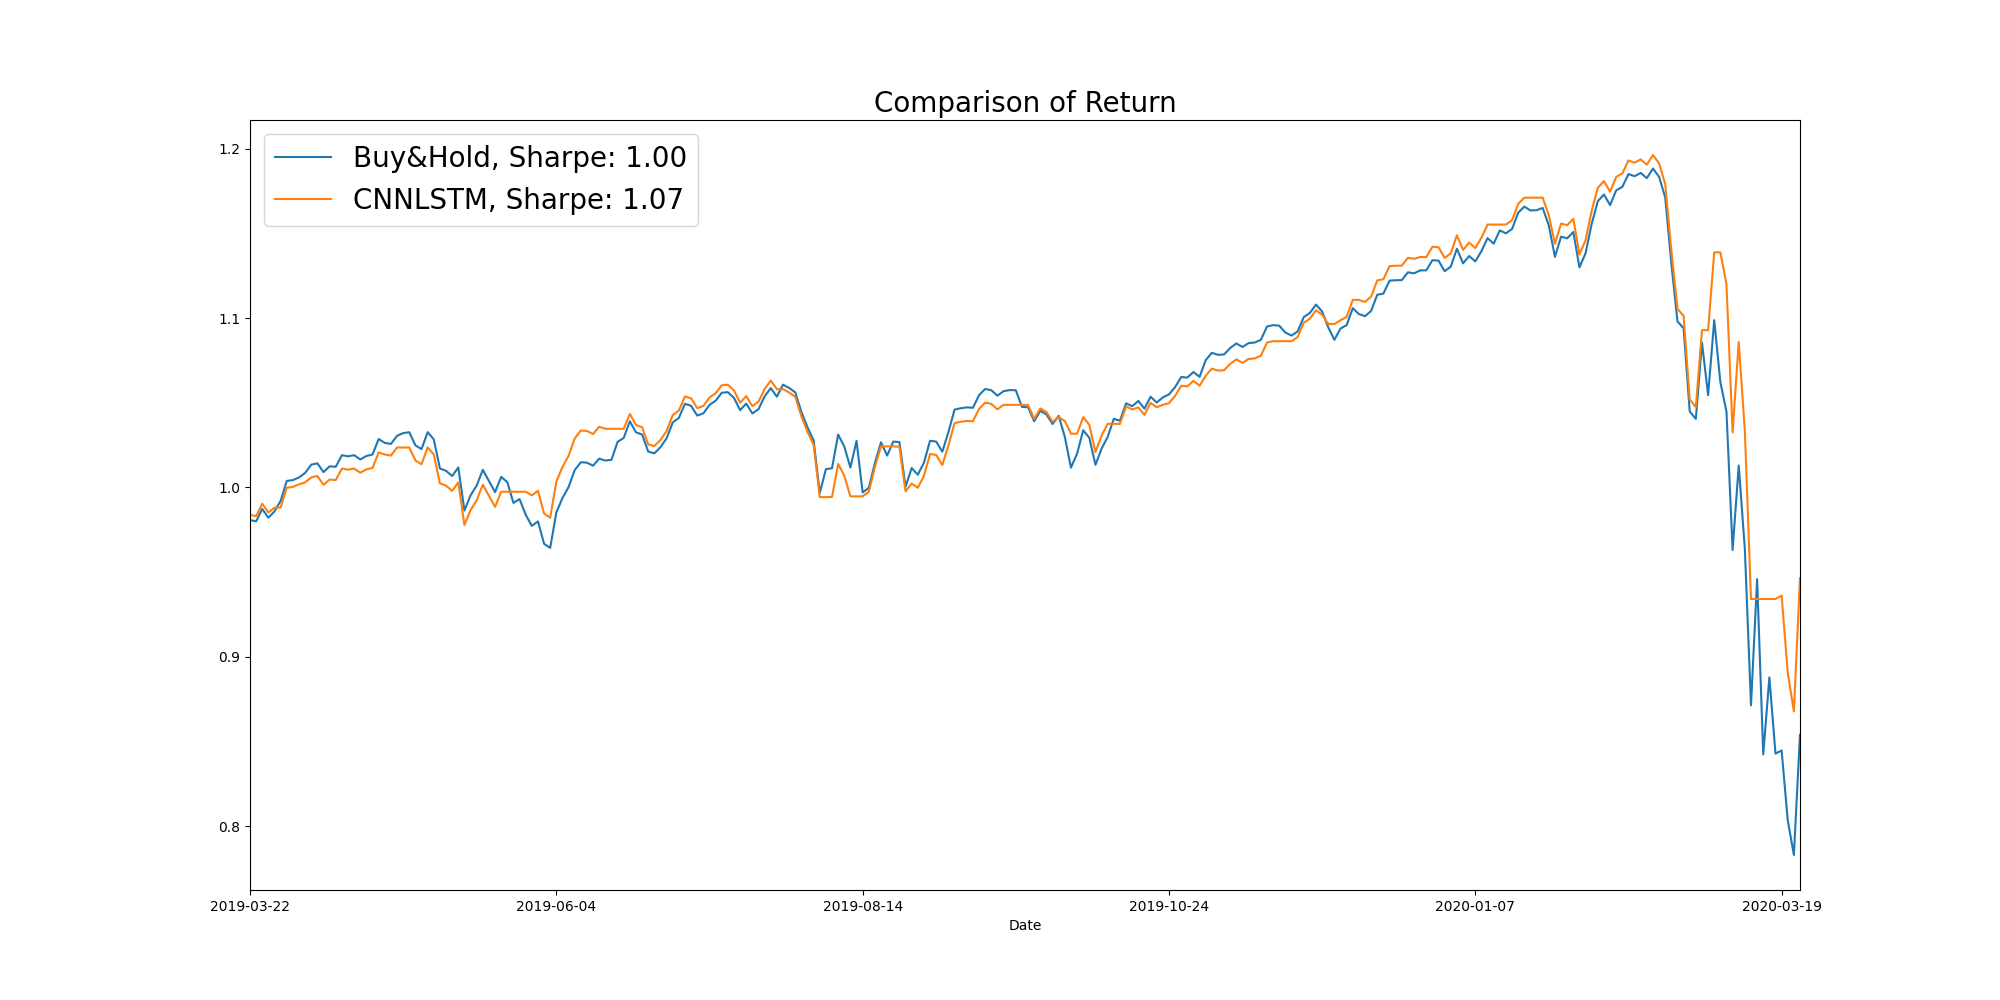 Comparison of Return
Buy&Hold, Sharpe: 1.00
CNNLSTM, Sharpe: 1.07
1.2
1.1
1.0
0.9
0.8
2019-03-22
2019-06-04
2019-08-14
2019-10-24
2020-01-07
2020-03-19
Date